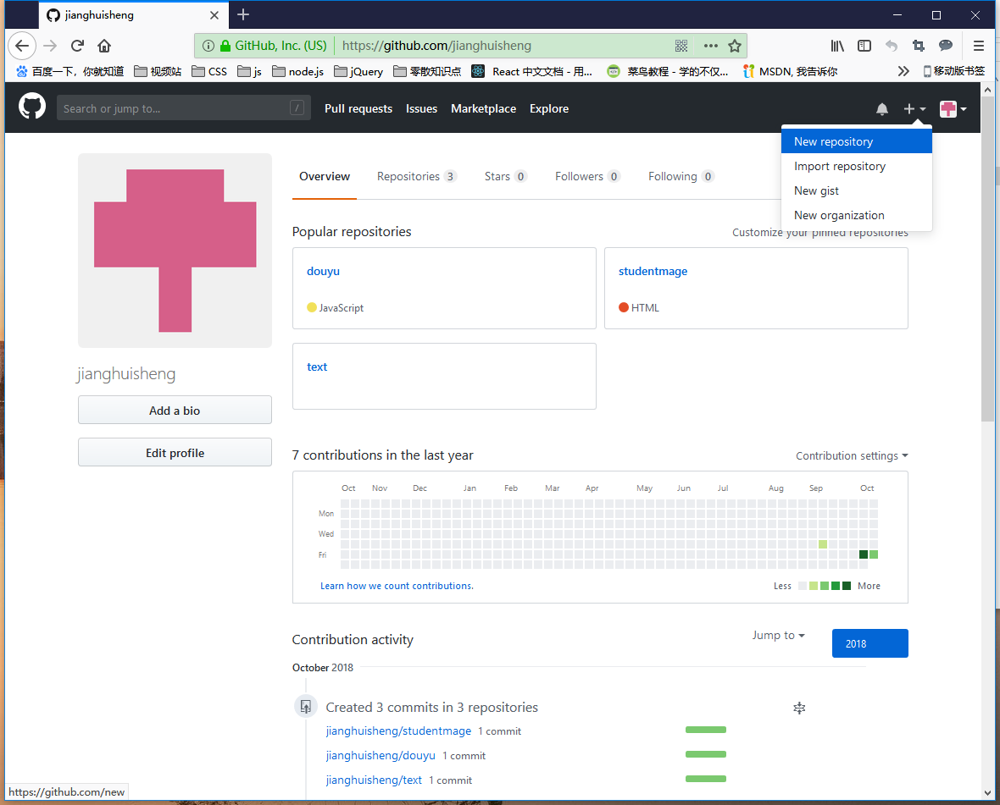 jianghuisheng
GitHub, Inc. (US) https://github.com/jianghuisheng
百度一下，你就知道 视频站 CSS js node.js jQuery 零散知识点 React 中文文档 - 用... 菜鸟教程 - 学的不仅... MSDN, 我告诉你 移动版书签
Search or jump to... / Pull requests Issues Marketplace Explore
New repository
Import repository
New gist
New organization
Overview Repositories 3 Stars 0 Followers 0 Following 0
Popular repositories Customize your pinned repositories
douyu
JavaScript
studentmage
HTML
text
jianghuisheng
Add a bio
Edit profile
7 contributions in the last year Contribution settings
Oct Nov Dec Jan Feb Mar Apr May Jun Jul Aug Sep Oct
Mon
Wed
Fri
Learn how we count contributions. Less More
Contribution activity Jump to 2018
October 2018
Created 3 commits in 3 repositories
jianghuisheng/studentmage 1 commit
jianghuisheng/douyu 1 commit
jianghuisheng/text 1 commit
https://github.com/new